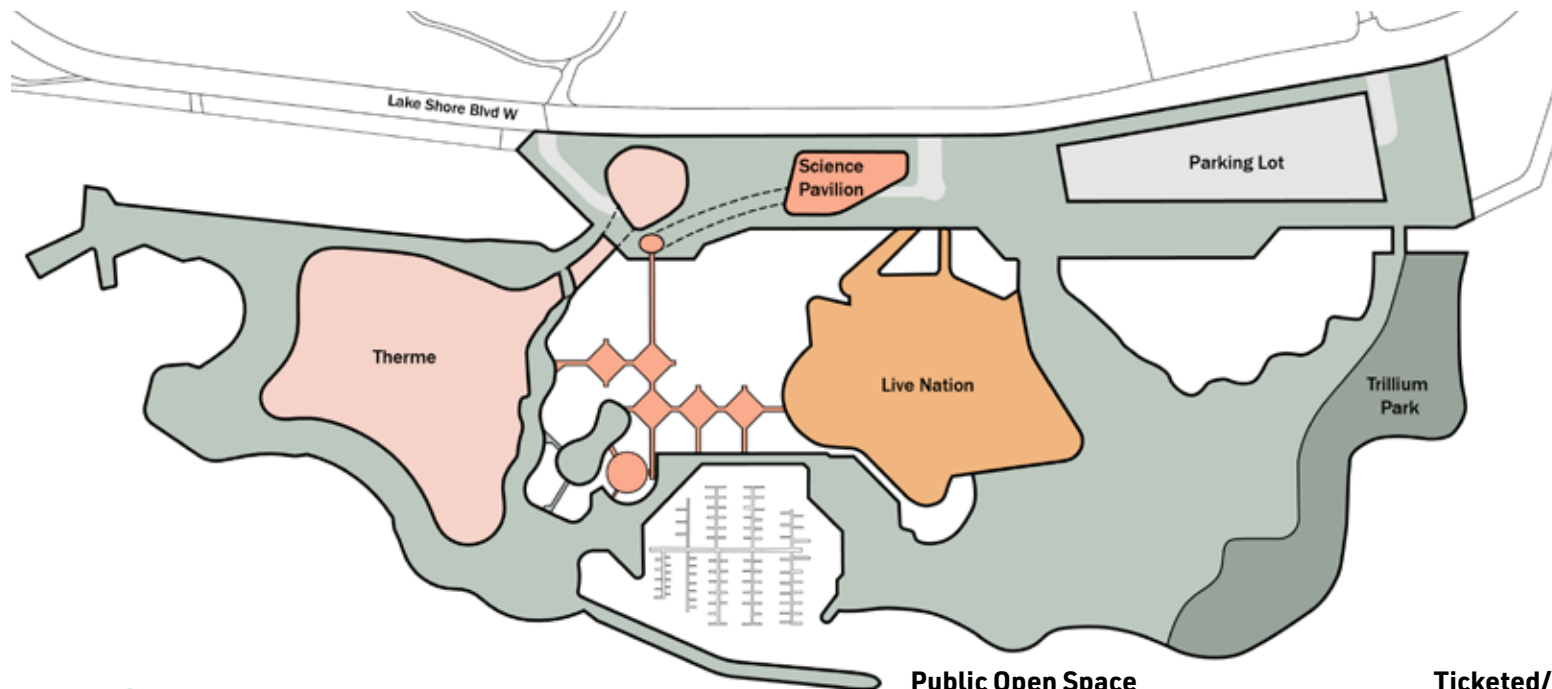 Lake Shore Blvd W
Science
Pavilion
Parking Lot
Therme
Live Nation
Trillium
Park
Public Open Space
Ticketed/